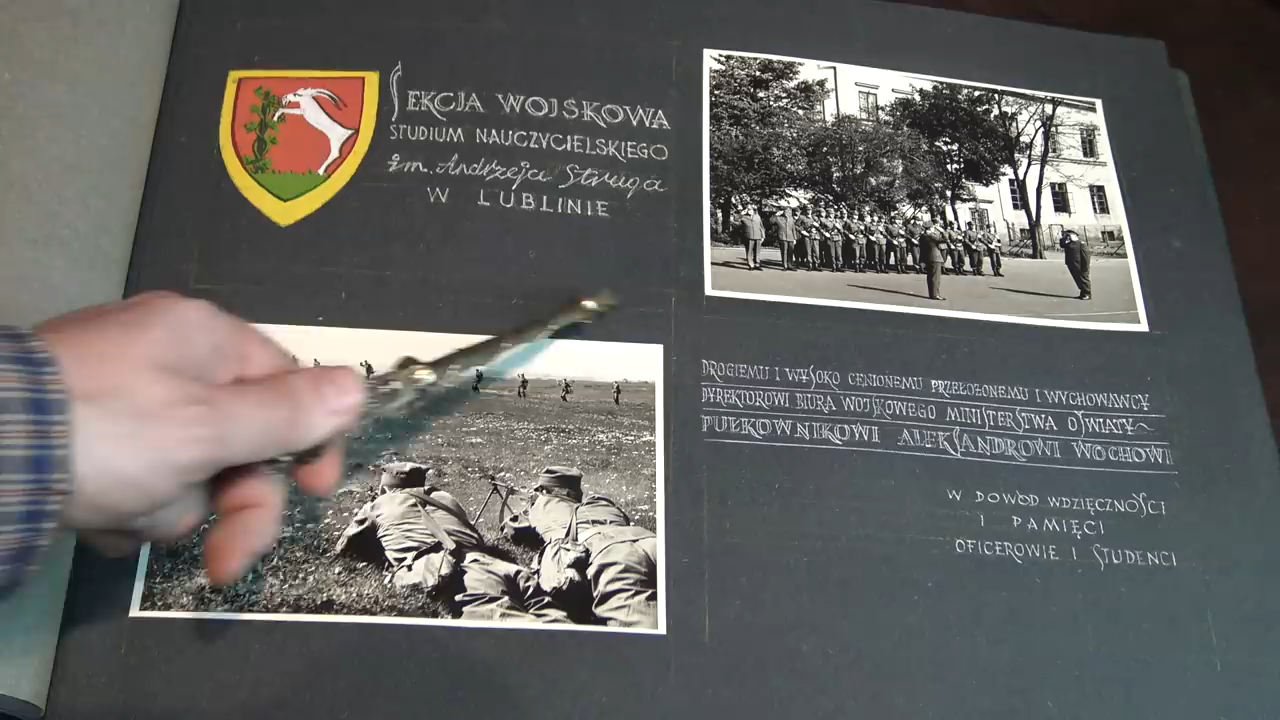 SEKCJA WOJSKOWA
STUDIUM NAUCZYCIELSKIEGO
im. Andrzeja Struga
W LUBLINIE
DROGIEMU I WYSOKO CENIONEMU PRZEŁOŻONEMU I WYCHOWAWCY
DYREKTOROWI BIURA WOJSKOWEGO MINISTERSTWA OŚWIATY
PUŁKOWNIKOWI ALEKSANDROWI WOCHOWI
W DOWÓD WDZIĘCZNOŚCI
I PAMIĘCI
OFICEROWIE I STUDENCI